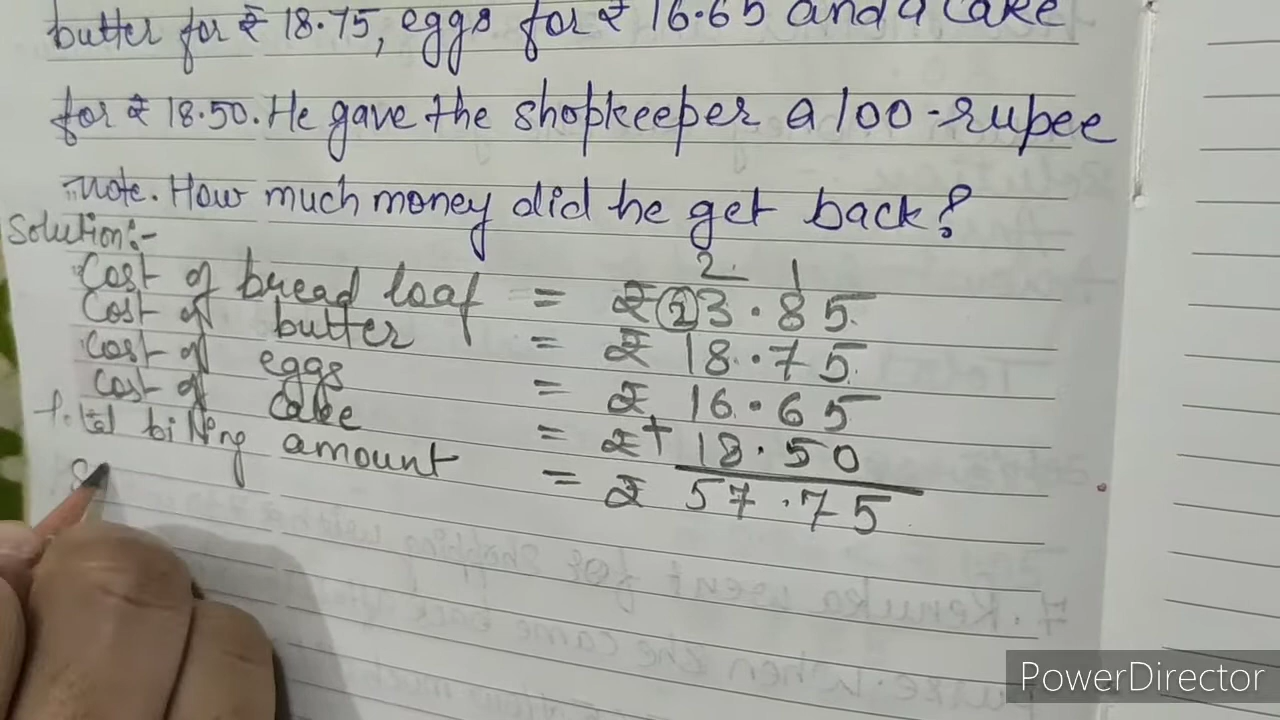 butter for ₹ 18.75, eggs for ₹ 16.65 and a cake
for ₹ 18.50. He gave the shopkeeper a 100-rupee
note. How much money did he get back?
Solution:-
2 1
Cost of bread loaf = ₹ 23.85
Cost of butter = ₹ 18.75
Cost of eggs = ₹ 16.65
Cost of cake = ₹ + 18.50
Total billing amount = ₹ 57.75
PowerDirector